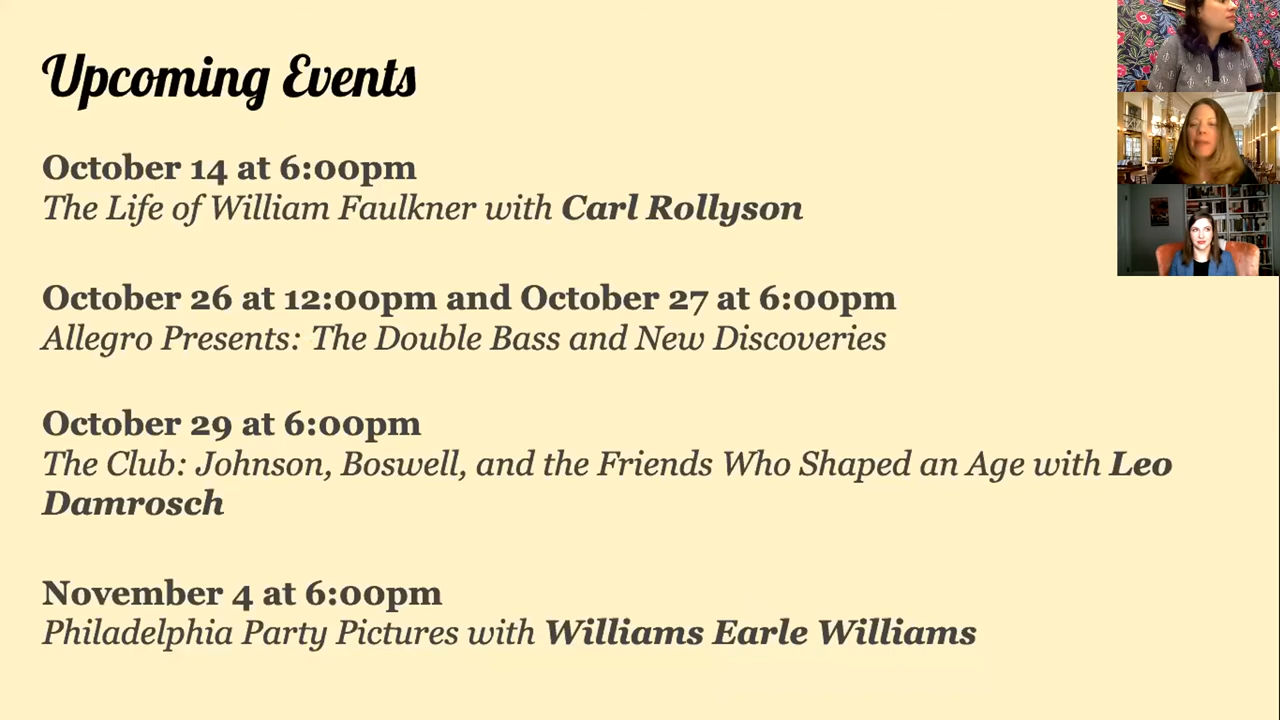 Upcoming Events
October 14 at 6:00pm
The Life of William Faulkner with Carl Rollyson
October 26 at 12:00pm and October 27 at 6:00pm
Allegro Presents: The Double Bass and New Discoveries
October 29 at 6:00pm
The Club: Johnson, Boswell, and the Friends Who Shaped an Age with Leo
Damrosch
November 4 at 6:00pm
Philadelphia Party Pictures with Williams Earle Williams